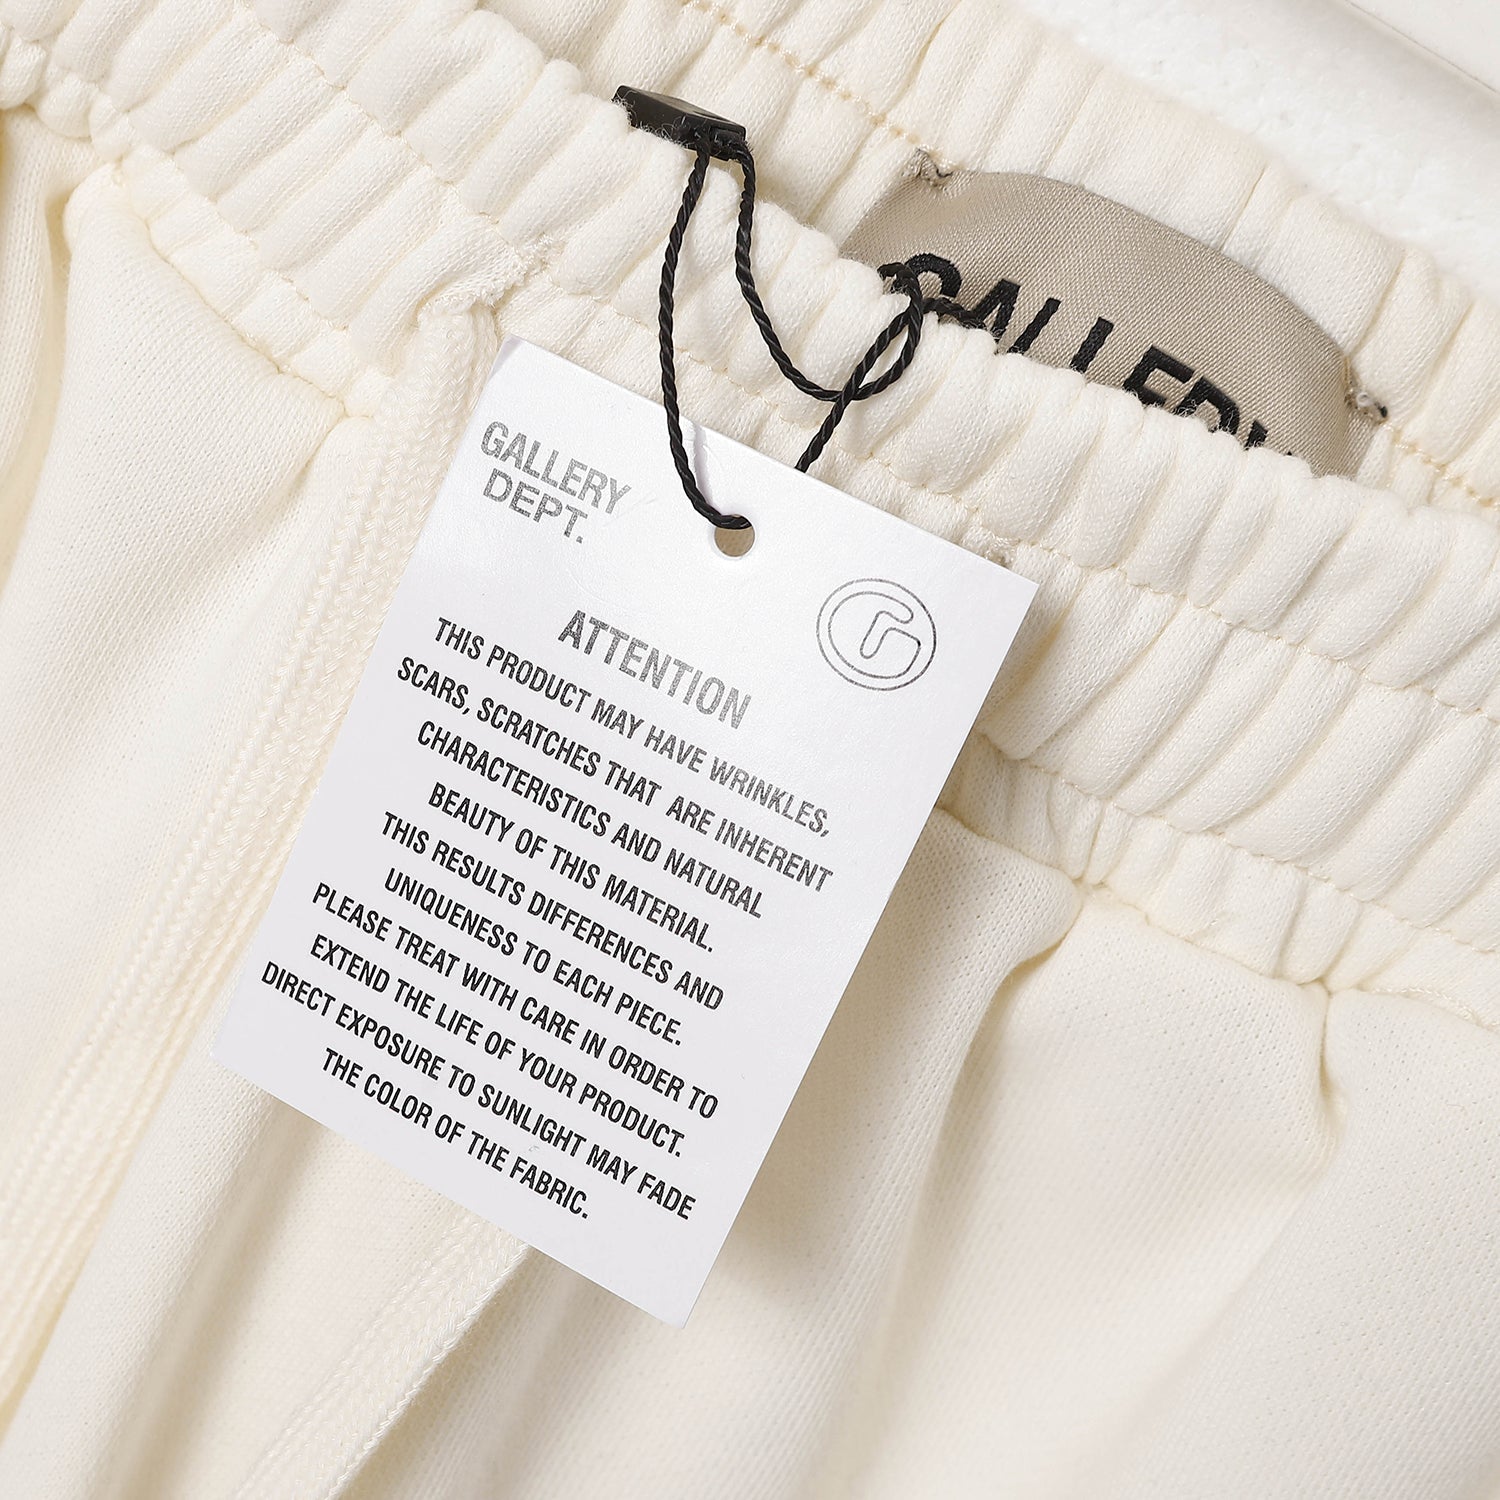 GALLERY
GALLERY
DEPT.
G
ATTENTION
THIS PRODUCT MAY HAVE WRINKLES,
SCARS, SCRATCHES THAT ARE INHERENT
CHARACTERISTICS AND NATURAL
BEAUTY OF THIS MATERIAL.
THIS RESULTS DIFFERENCES AND
UNIQUENESS TO EACH PIECE.
PLEASE TREAT WITH CARE IN ORDER TO
EXTEND THE LIFE OF YOUR PRODUCT.
DIRECT EXPOSURE TO SUNLIGHT MAY FADE
THE COLOR OF THE FABRIC.